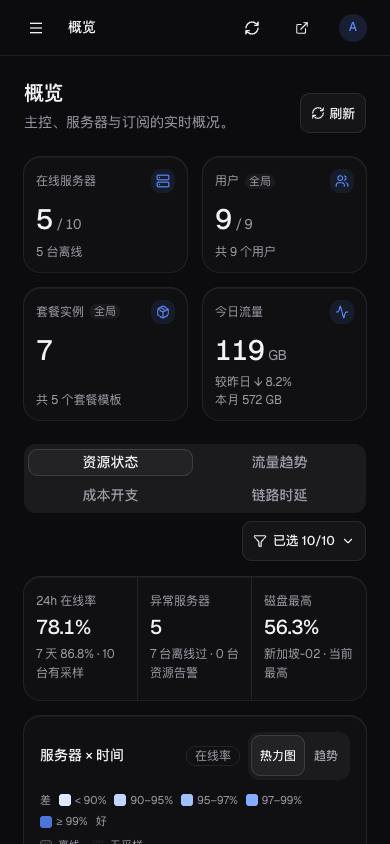 概览
A
概览
主控、服务器与订阅的实时概况。
刷新
在线服务器
5 / 10
5 台离线
用户 全局
9 / 9
共 9 个用户
套餐实例 全局
7
共 5 个套餐模板
今日流量
119 GB
较昨日 ↓ 8.2%
本月 572 GB
资源状态
流量趋势
成本开支
链路时延
已选 10/10
24h 在线率
78.1%
7 天 86.8% · 10
台有采样
异常服务器
5
7 台离线过 · 0 台
资源告警
磁盘最高
56.3%
新加坡-02 · 当前
最高
服务器 × 时间
在线率
热力图
趋势
差 < 90% 90–95% 95–97% 97–99%
≥ 99% 好